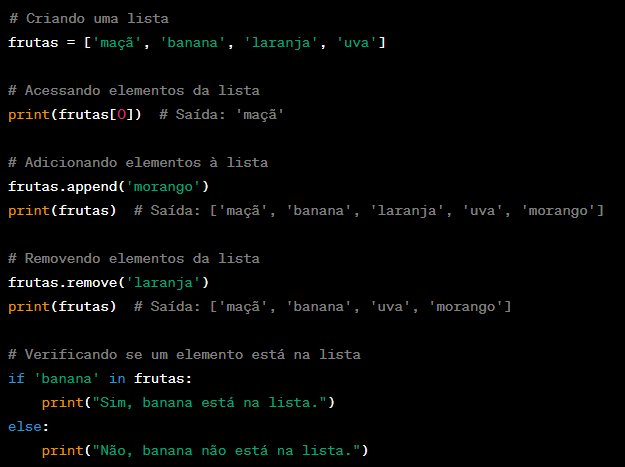 # Criando uma lista
frutas = ['maçã', 'banana', 'laranja', 'uva']
# Acessando elementos da lista
print(frutas[0])  # Saída: 'maçã'
# Adicionando elementos à lista
frutas.append('morango')
print(frutas)  # Saída: ['maçã', 'banana', 'laranja', 'uva', 'morango']
# Removendo elementos da lista
frutas.remove('laranja')
print(frutas)  # Saída: ['maçã', 'banana', 'uva', 'morango']
# Verificando se um elemento está na lista
if 'banana' in frutas:
    print("Sim, banana está na lista.")
else:
    print("Não, banana não está na lista.")